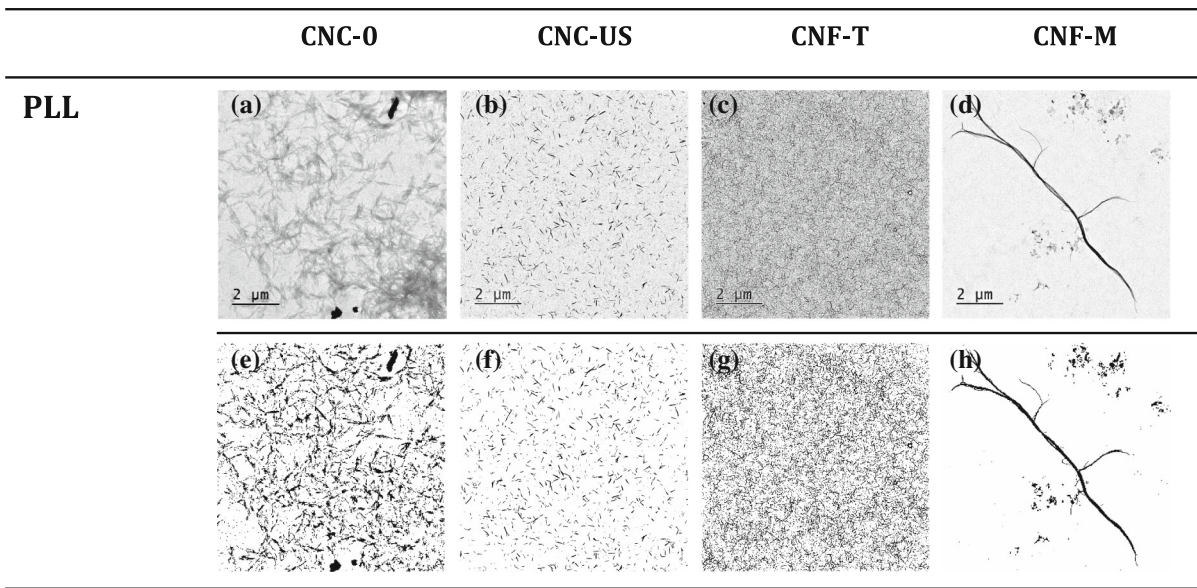 CNC-0 CNC-US CNF-T CNF-M
PLL
(a) (b) (c) (d)
2 µm 2 µm 2 µm 2 µm
(e) (f) (g) (h)